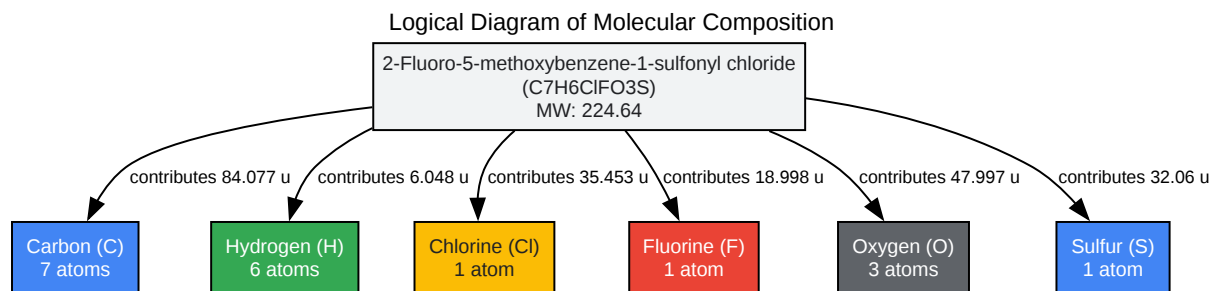 Logical Diagram of Molecular Composition
2-Fluoro-5-methoxybenzene-1-sulfonyl chloride
(C7H6ClFO3S)
MW: 224.64
contributes 84.077 u
contributes 6.048 u
contributes 35.453 u
contributes 18.998 u
contributes 47.997 u
contributes 32.06 u
Carbon (C)
7 atoms
Hydrogen (H)
6 atoms
Chlorine (Cl)
1 atom
Fluorine (F)
1 atom
Oxygen (O)
3 atoms
Sulfur (S)
1 atom